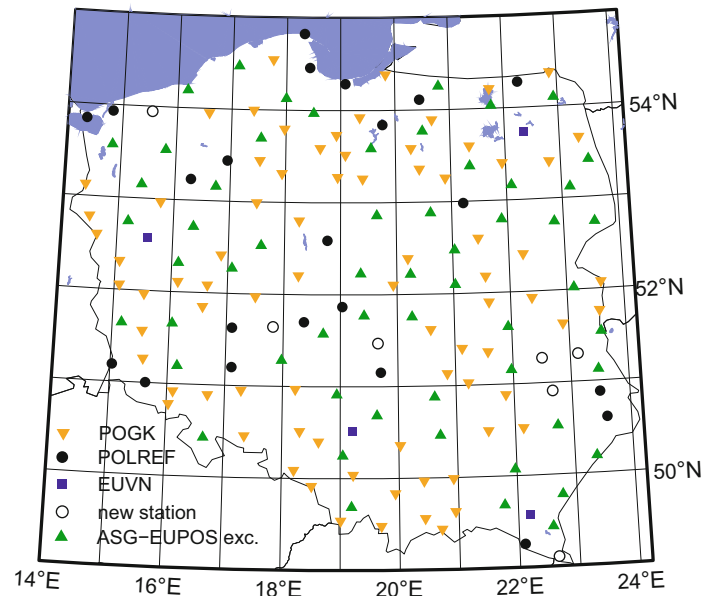 54°N
52°N
POGK
POLREF
EUVN
new station
ASG−EUPOS exc.
50°N
14°E
16°E
18°E
20°E
22°E
24°E